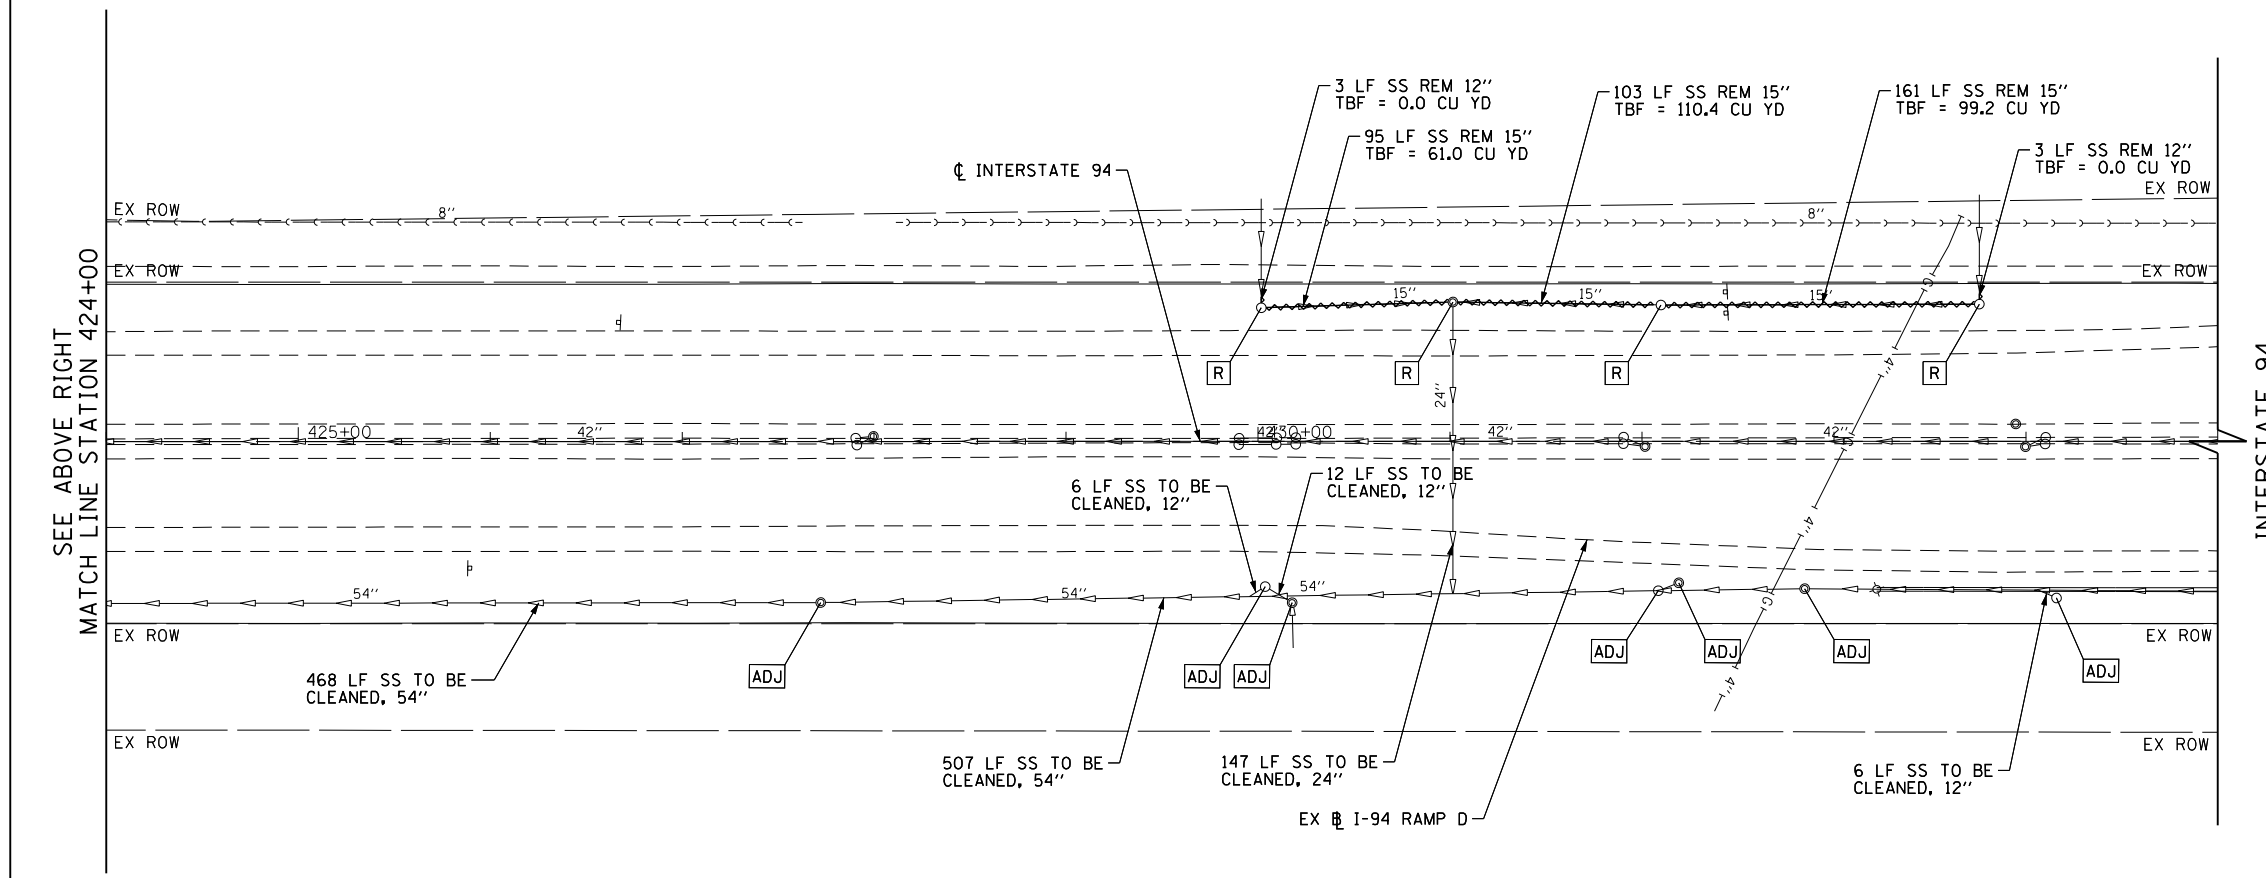 3 LF SS REM 12"
TBF = 0.0 CU YD
103 LF SS REM 15"
TBF = 110.4 CU YD
161 LF SS REM 15"
TBF = 99.2 CU YD
95 LF SS REM 15"
TBF = 61.0 CU YD
3 LF SS REM 12"
TBF = 0.0 CU YD
℄ INTERSTATE 94
EX ROW
EX ROW
8"
8"
EX ROW
EX ROW
15"
15"
15"
G
SEE ABOVE RIGHT
MATCH LINE STATION 424+00
R
R
R
R
4"
24"
425+00
42"
42"
430+00
42"
42"
G
INTERSTATE 94
6 LF SS TO BE
CLEANED, 12"
12 LF SS TO BE
CLEANED, 12"
4"
54"
54"
54"
G
EX ROW
EX ROW
ADJ
ADJ
ADJ
ADJ
ADJ
ADJ
ADJ
4"
468 LF SS TO BE
CLEANED, 54"
EX ROW
EX ROW
507 LF SS TO BE
CLEANED, 54"
147 LF SS TO BE
CLEANED, 24"
6 LF SS TO BE
CLEANED, 12"
EX BL I-94 RAMP D